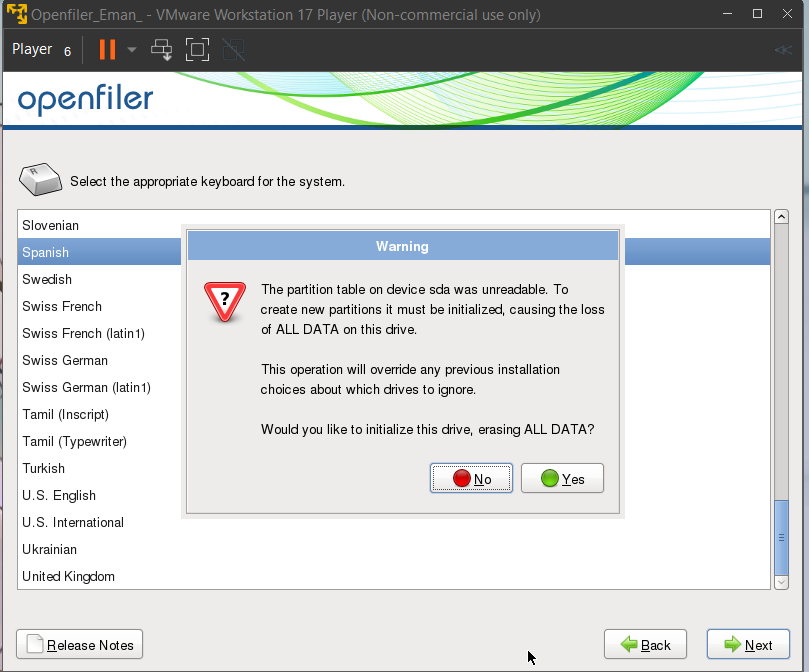 Openfiler_Eman_ - VMware Workstation 17 Player (Non-commercial use only)
Player 6
openfiler
R
Select the appropriate keyboard for the system.
Slovenian
Spanish
Swedish
Swiss French
Swiss French (latin1)
Swiss German
Swiss German (latin1)
Tamil (Inscript)
Tamil (Typewriter)
Turkish
U.S. English
U.S. International
Ukrainian
United Kingdom
Warning
?
The partition table on device sda was unreadable. To
create new partitions it must be initialized, causing the loss
of ALL DATA on this drive.
This operation will override any previous installation
choices about which drives to ignore.
Would you like to initialize this drive, erasing ALL DATA?
No Yes
Release Notes Back Next